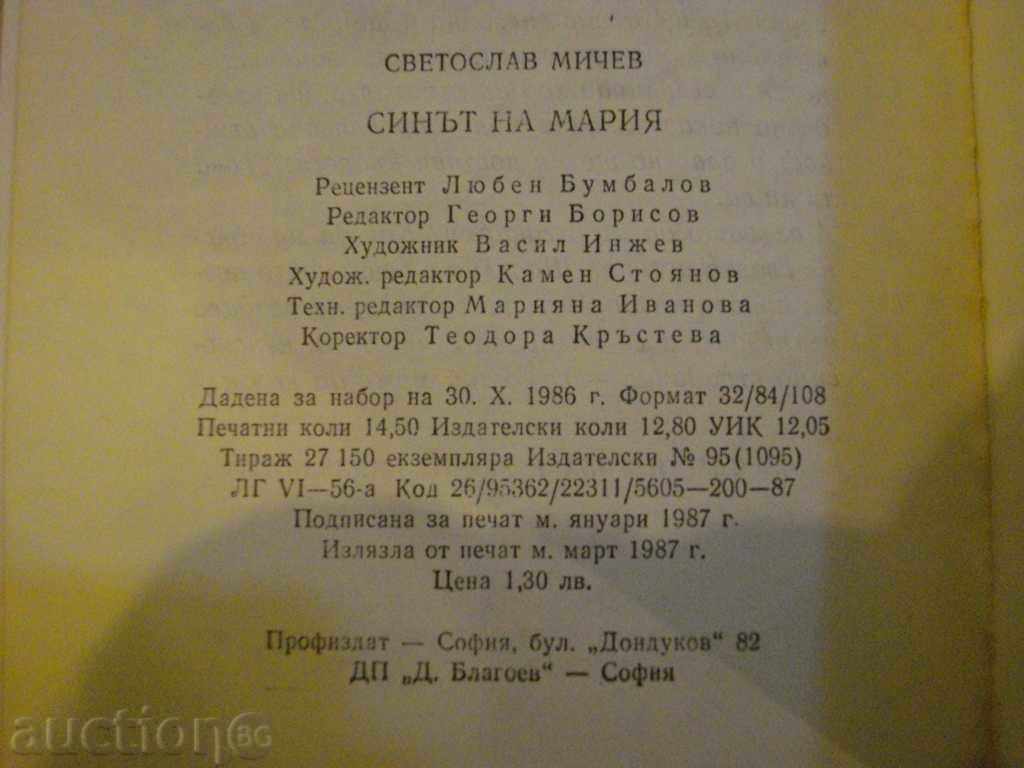 СВЕТОСЛАВ МИЧЕВ
СИНЪТ НА МАРИЯ
Рецензент Любен Бумбалов
Редактор Георги Борисов
Художник Васил Инжев
Худож. редактор Камен Стоянов
Техн. редактор Марияна Иванова
Коректор Теодора Кръстева
Дадена за набор на 30. X. 1986 г. Формат 32/84/108
Печатни коли 14,50 Издателски коли 12,80 УИК 12,05
Тираж 27 150 екземпляра Издателски № 95(1095)
ЛГ VI—56-а Код 26/95362/22311/5605—200—87
Подписана за печат м. януари 1987 г.
Излязла от печат м. март 1987 г.
Цена 1,30 лв.
Профиздат — София, бул. „Дондуков“ 82
ДП „Д. Благоев“ — София
auction BG